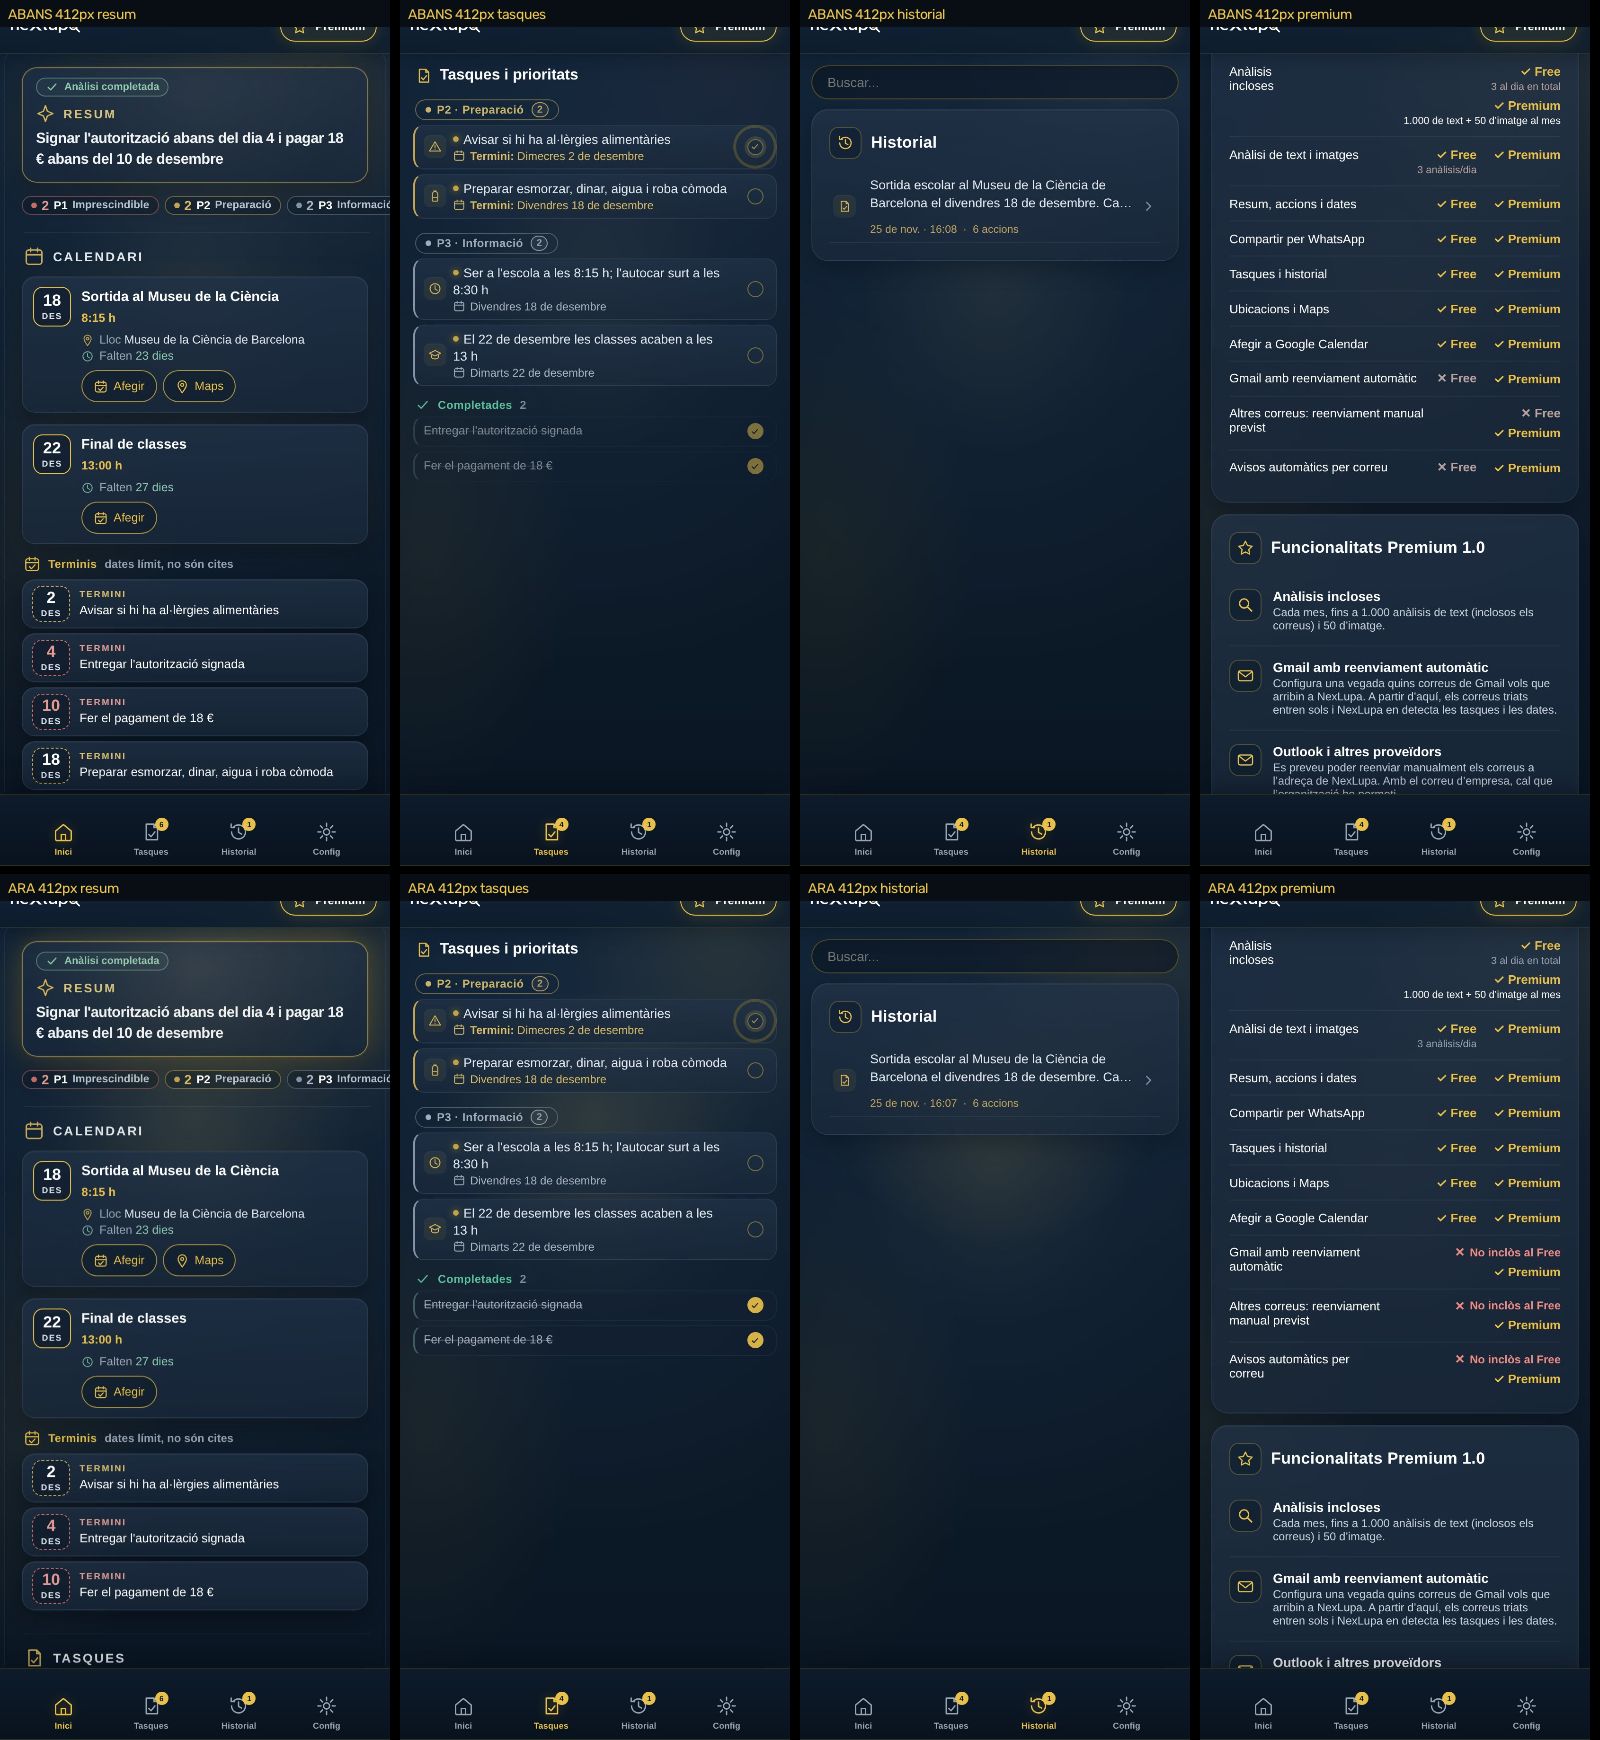 ABANS 412px resum
nexlupa
Premium
Anàlisi completada
RESUM
Signar l'autorització abans del dia 4 i pagar 18
€ abans del 10 de desembre
2 P1 Imprescindible
2 P2 Preparació
2 P3 Informació
CALENDARI
18 DES
Sortida al Museu de la Ciència
8:15 h
Lloc Museu de la Ciència de Barcelona
Falten 23 dies
Afegir
Maps
22 DES
Final de classes
13:00 h
Falten 27 dies
Afegir
Terminis dates límit, no són cites
2 DES
TERMINI
Avisar si hi ha al·lèrgies alimentàries
4 DES
TERMINI
Entregar l'autorització signada
10 DES
TERMINI
Fer el pagament de 18 €
18 DES
TERMINI
Preparar esmorzar, dinar, aigua i roba còmoda
Inici
6
Tasques
1
Historial
Config
ABANS 412px tasques
nexlupa
Premium
Tasques i prioritats
P2 · Preparació 2
Avisar si hi ha al·lèrgies alimentàries
Termini: Dimecres 2 de desembre
Preparar esmorzar, dinar, aigua i roba còmoda
Termini: Divendres 18 de desembre
P3 · Informació 2
Ser a l'escola a les 8:15 h; l'autocar surt a les
8:30 h
Divendres 18 de desembre
El 22 de desembre les classes acaben a les
13 h
Dimarts 22 de desembre
Completades 2
Entregar l'autorització signada
Fer el pagament de 18 €
Inici
4
Tasques
1
Historial
Config
ABANS 412px historial
nexlupa
Premium
Buscar...
Historial
Sortida escolar al Museu de la Ciència de
Barcelona el divendres 18 de desembre. Ca…
25 de nov. · 16:08 · 6 accions
Inici
4
Tasques
1
Historial
Config
ABANS 412px premium
nexlupa
Premium
Anàlisis
incloses
Free
3 al dia en total
Premium
1.000 de text + 50 d'imatge al mes
Anàlisi de text i imatges
Free
3 anàlisis/dia
Premium
Resum, accions i dates Free Premium
Compartir per WhatsApp Free Premium
Tasques i historial Free Premium
Ubicacions i Maps Free Premium
Afegir a Google Calendar Free Premium
Gmail amb reenviament automàtic ✕ Free Premium
Altres correus: reenviament manual
previst
✕ Free
Premium
Avisos automàtics per correu ✕ Free Premium
Funcionalitats Premium 1.0
Anàlisis incloses
Cada mes, fins a 1.000 anàlisis de text (inclosos els
correus) i 50 d'imatge.
Gmail amb reenviament automàtic
Configura una vegada quins correus de Gmail vols que
arribin a NexLupa. A partir d'aquí, els correus triats
entren sols i NexLupa en detecta les tasques i les dates.
Outlook i altres proveïdors
Es preveu poder reenviar manualment els correus a
l'adreça de NexLupa. Amb el correu d'empresa, cal que
l'organització ho permeti.
Inici
4
Tasques
1
Historial
Config
ARA 412px resum
nexlupa
Premium
Anàlisi completada
RESUM
Signar l'autorització abans del dia 4 i pagar 18
€ abans del 10 de desembre
2 P1 Imprescindible
2 P2 Preparació
2 P3 Informació
CALENDARI
18 DES
Sortida al Museu de la Ciència
8:15 h
Lloc Museu de la Ciència de Barcelona
Falten 23 dies
Afegir
Maps
22 DES
Final de classes
13:00 h
Falten 27 dies
Afegir
Terminis dates límit, no són cites
2 DES
TERMINI
Avisar si hi ha al·lèrgies alimentàries
4 DES
TERMINI
Entregar l'autorització signada
10 DES
TERMINI
Fer el pagament de 18 €
TASQUES
Inici
6
Tasques
1
Historial
Config
ARA 412px tasques
nexlupa
Premium
Tasques i prioritats
P2 · Preparació 2
Avisar si hi ha al·lèrgies alimentàries
Termini: Dimecres 2 de desembre
Preparar esmorzar, dinar, aigua i roba còmoda
Divendres 18 de desembre
P3 · Informació 2
Ser a l'escola a les 8:15 h; l'autocar surt a les
8:30 h
Divendres 18 de desembre
El 22 de desembre les classes acaben a les
13 h
Dimarts 22 de desembre
Completades 2
Entregar l'autorització signada
Fer el pagament de 18 €
Inici
4
Tasques
1
Historial
Config
ARA 412px historial
nexlupa
Premium
Buscar...
Historial
Sortida escolar al Museu de la Ciència de
Barcelona el divendres 18 de desembre. Ca…
25 de nov. · 16:07 · 6 accions
Inici
4
Tasques
1
Historial
Config
ARA 412px premium
nexlupa
Premium
Anàlisis
incloses
Free
3 al dia en total
Premium
1.000 de text + 50 d'imatge al mes
Anàlisi de text i imatges
Free
3 anàlisis/dia
Premium
Resum, accions i dates Free Premium
Compartir per WhatsApp Free Premium
Tasques i historial Free Premium
Ubicacions i Maps Free Premium
Afegir a Google Calendar Free Premium
Gmail amb reenviament
automàtic
✕ No inclòs al Free
Premium
Altres correus: reenviament
manual previst
✕ No inclòs al Free
Premium
Avisos automàtics per
correu
✕ No inclòs al Free
Premium
Funcionalitats Premium 1.0
Anàlisis incloses
Cada mes, fins a 1.000 anàlisis de text (inclosos els
correus) i 50 d'imatge.
Gmail amb reenviament automàtic
Configura una vegada quins correus de Gmail vols que
arribin a NexLupa. A partir d'aquí, els correus triats
entren sols i NexLupa en detecta les tasques i les dates.
Outlook i altres proveïdors
Inici
4
Tasques
1
Historial
Config